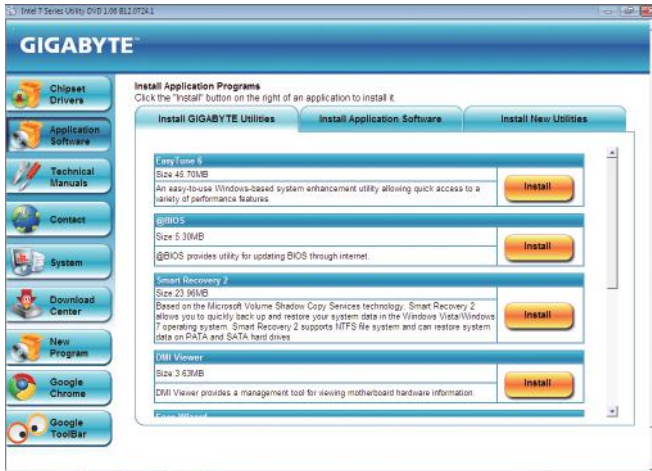 Intel 7 Series Utility DVD 1.06 B12.0724.1
GIGABYTE™
Chipset
Drivers
Application
Software
Technical
Manuals
Contact
System
Download
Center
New
Program
Google
Chrome
Google
ToolBar
Install Application Programs
Click the "Install" button on the right of an application to install it.
Install GIGABYTE Utilities
Install Application Software
Install New Utilities
EasyTune 6
Size:45.70MB
An easy-to-use Windows-based system enhancement utility allowing quick access to a
variety of performance features.
Install
@BIOS
Size:5.30MB
@BIOS provides utility for updating BIOS through internet.
Install
Smart Recovery 2
Size:23.96MB
Based on the Microsoft Volume Shadow Copy Services technology, Smart Recovery 2
allows you to quickly back up and restore your system data in the Windows Vista/Windows
7 operating system. Smart Recovery 2 supports NTFS file system and can restore system
data on PATA and SATA hard drives
Install
DMI Viewer
Size:3.63MB
DMI Viewer provides a management tool for viewing motherboard hardware information.
Install